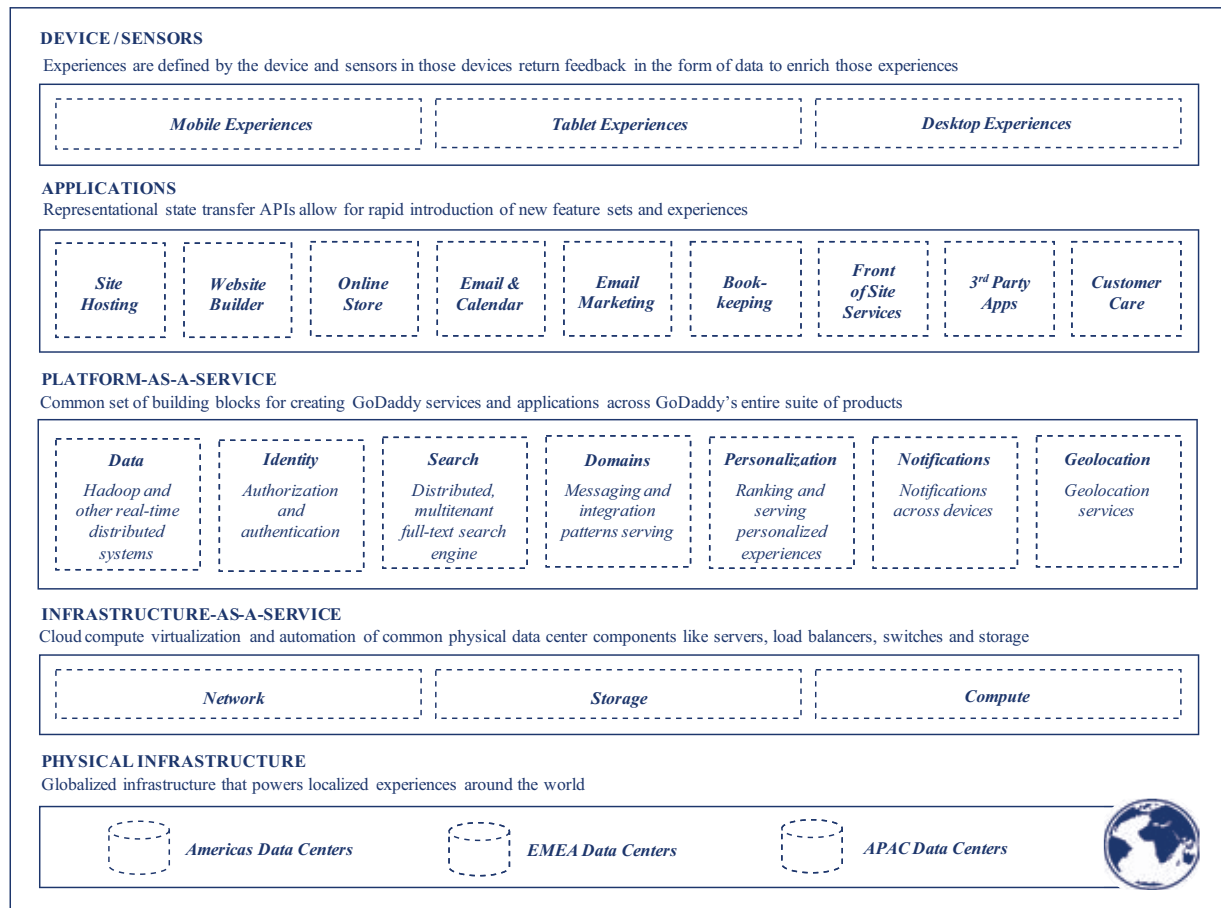 DEVICE / SENSORS
Experiences are defined by the device and sensors in those devices return feedback in the form of data to enrich those experiences
Mobile Experiences
Tablet Experiences
Desktop Experiences
APPLICATIONS
Representational state transfer APIs allow for rapid introduction of new feature sets and experiences
Site
Hosting
Website
Builder
Online
Store
Email &
Calendar
Email
Marketing
Book-
keeping
Front
of Site
Services
3rd Party
Apps
Customer
Care
PLATFORM-AS-A-SERVICE
Common set of building blocks for creating GoDaddy services and applications across GoDaddy's entire suite of products
Data
Hadoop and
other real-time
distributed
systems
Identity
Authorization
and
authentication
Search
Distributed,
multitenant
full-text search
engine
Domains
Messaging and
integration
patterns serving
Personalization
Ranking and
serving
personalized
experiences
Notifications
Notifications
across devices
Geolocation
Geolocation
services
INFRASTRUCTURE-AS-A-SERVICE
Cloud compute virtualization and automation of common physical data center components like servers, load balancers, switches and storage
Network
Storage
Compute
PHYSICAL INFRASTRUCTURE
Globalized infrastructure that powers localized experiences around the world
Americas Data Centers
EMEA Data Centers
APAC Data Centers